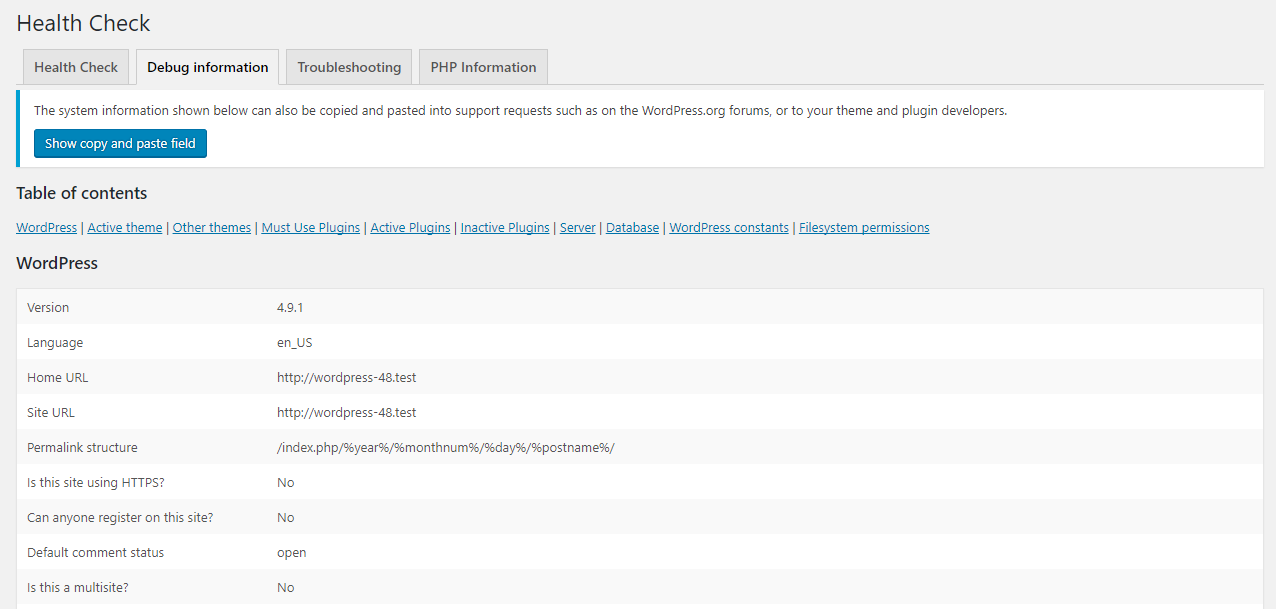 Health Check
Health Check
Debug information
Troubleshooting
PHP Information
The system information shown below can also be copied and pasted into support requests such as on the WordPress.org forums, or to your theme and plugin developers.
Show copy and paste field
Table of contents
WordPress | Active theme | Other themes | Must Use Plugins | Active Plugins | Inactive Plugins | Server | Database | WordPress constants | Filesystem permissions
WordPress
Version 4.9.1
Language en_US
Home URL http://wordpress-48.test
Site URL http://wordpress-48.test
Permalink structure /index.php/%year%/%monthnum%/%day%/%postname%/
Is this site using HTTPS? No
Can anyone register on this site? No
Default comment status open
Is this a multisite? No